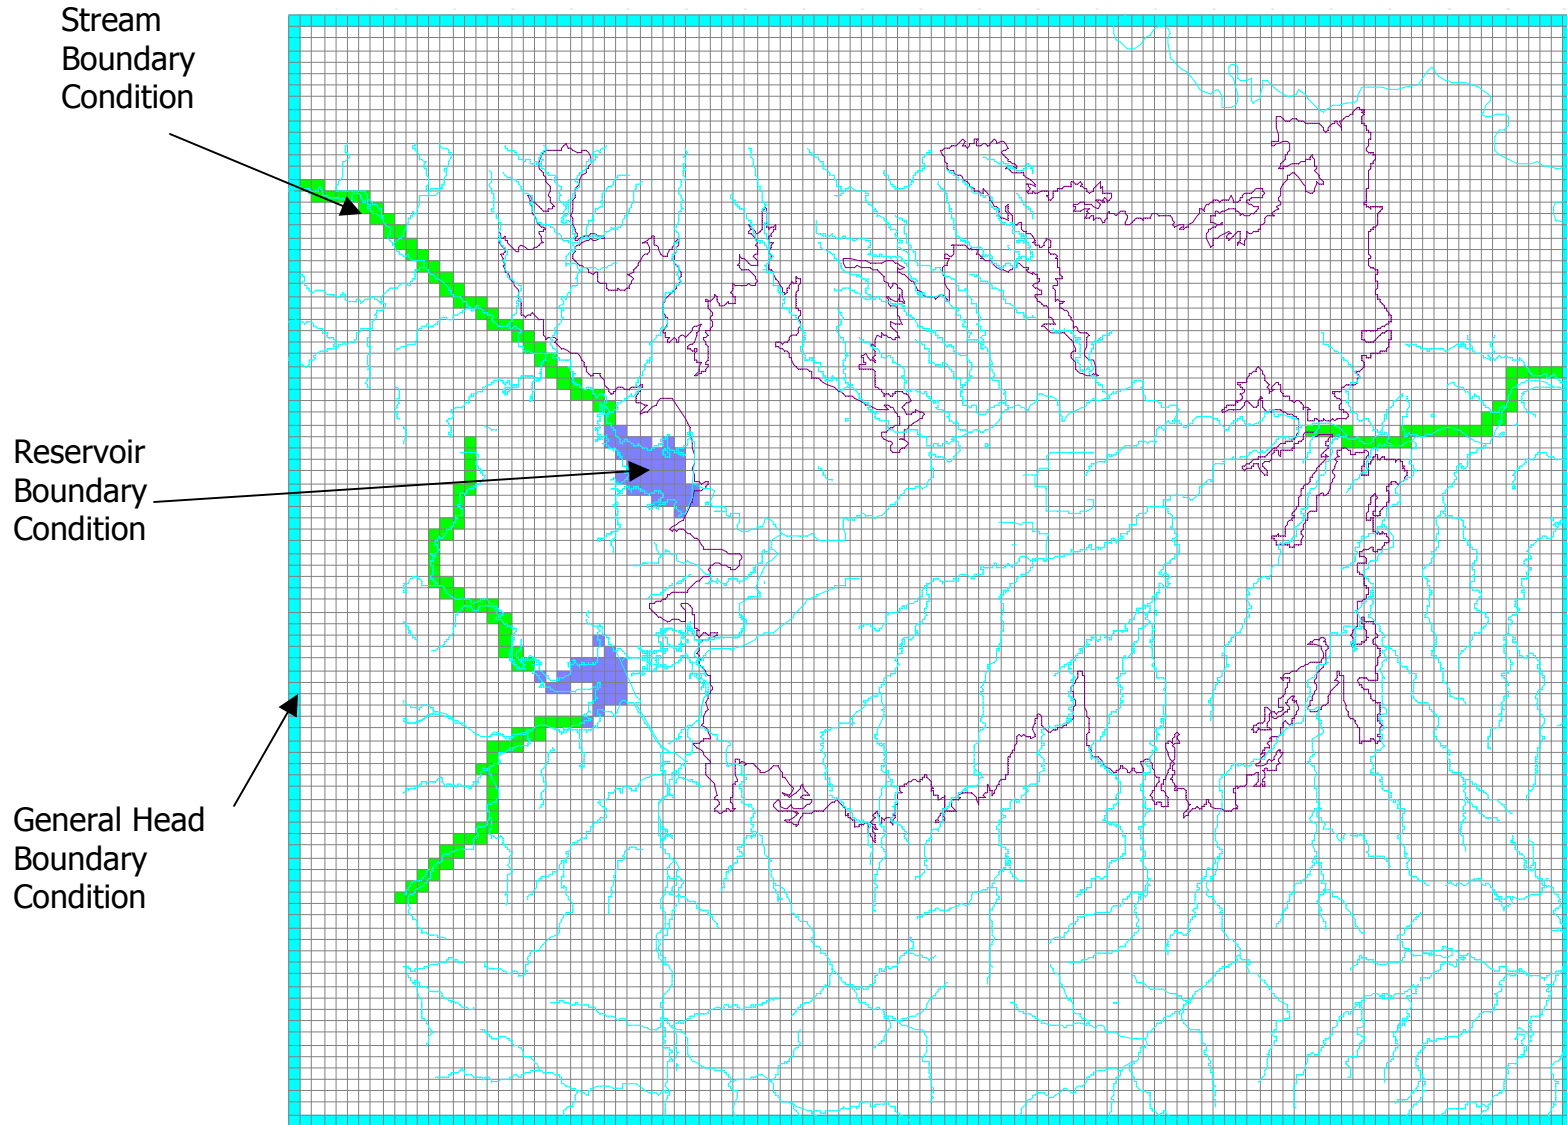 Stream
Boundary
Condition
Reservoir
Boundary
Condition
General Head
Boundary
Condition